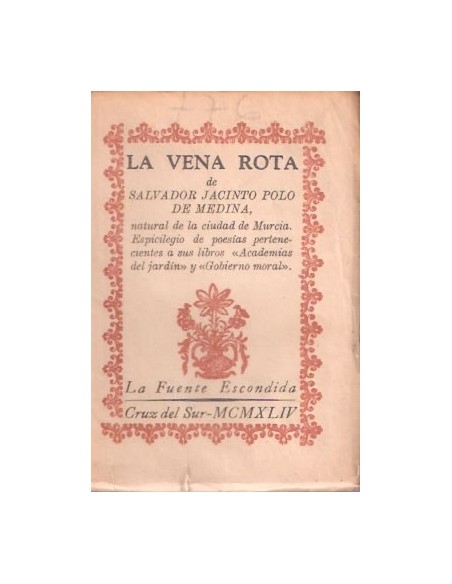 LA VENA ROTA
de
SALVADOR JACINTO POLO
DE MEDINA,
natural de la ciudad de Murcia.
Espicilegio de poesías pertene-
cientes a sus libros «Academias
del jardín» y «Gobierno moral».
La Fuente Escondida
Cruz del Sur-MCMXLIV